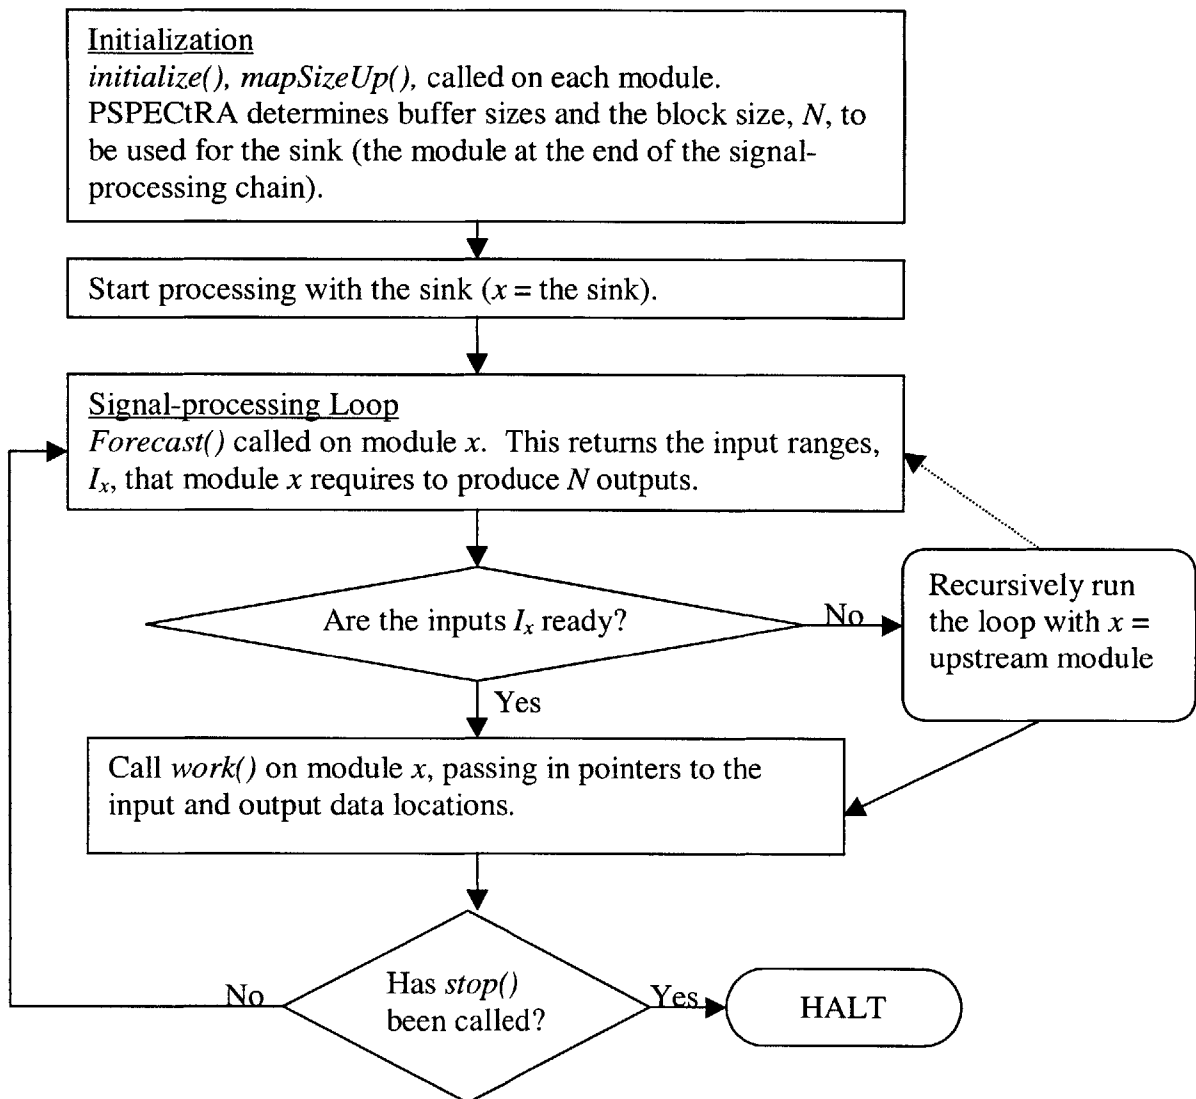 Initialization
initialize(), mapSizeUp(), called on each module.
PSPECtRA determines buffer sizes and the block size, N, to
be used for the sink (the module at the end of the signal-
processing chain).
Start processing with the sink (x = the sink).
Signal-processing Loop
Forecast() called on module x.  This returns the input ranges,
Ix, that module x requires to produce N outputs.
Are the inputs Ix ready?
No
Recursively run
the loop with x =
upstream module
Yes
Call work() on module x, passing in pointers to the
input and output data locations.
No
Has stop()
been called?
Yes
HALT